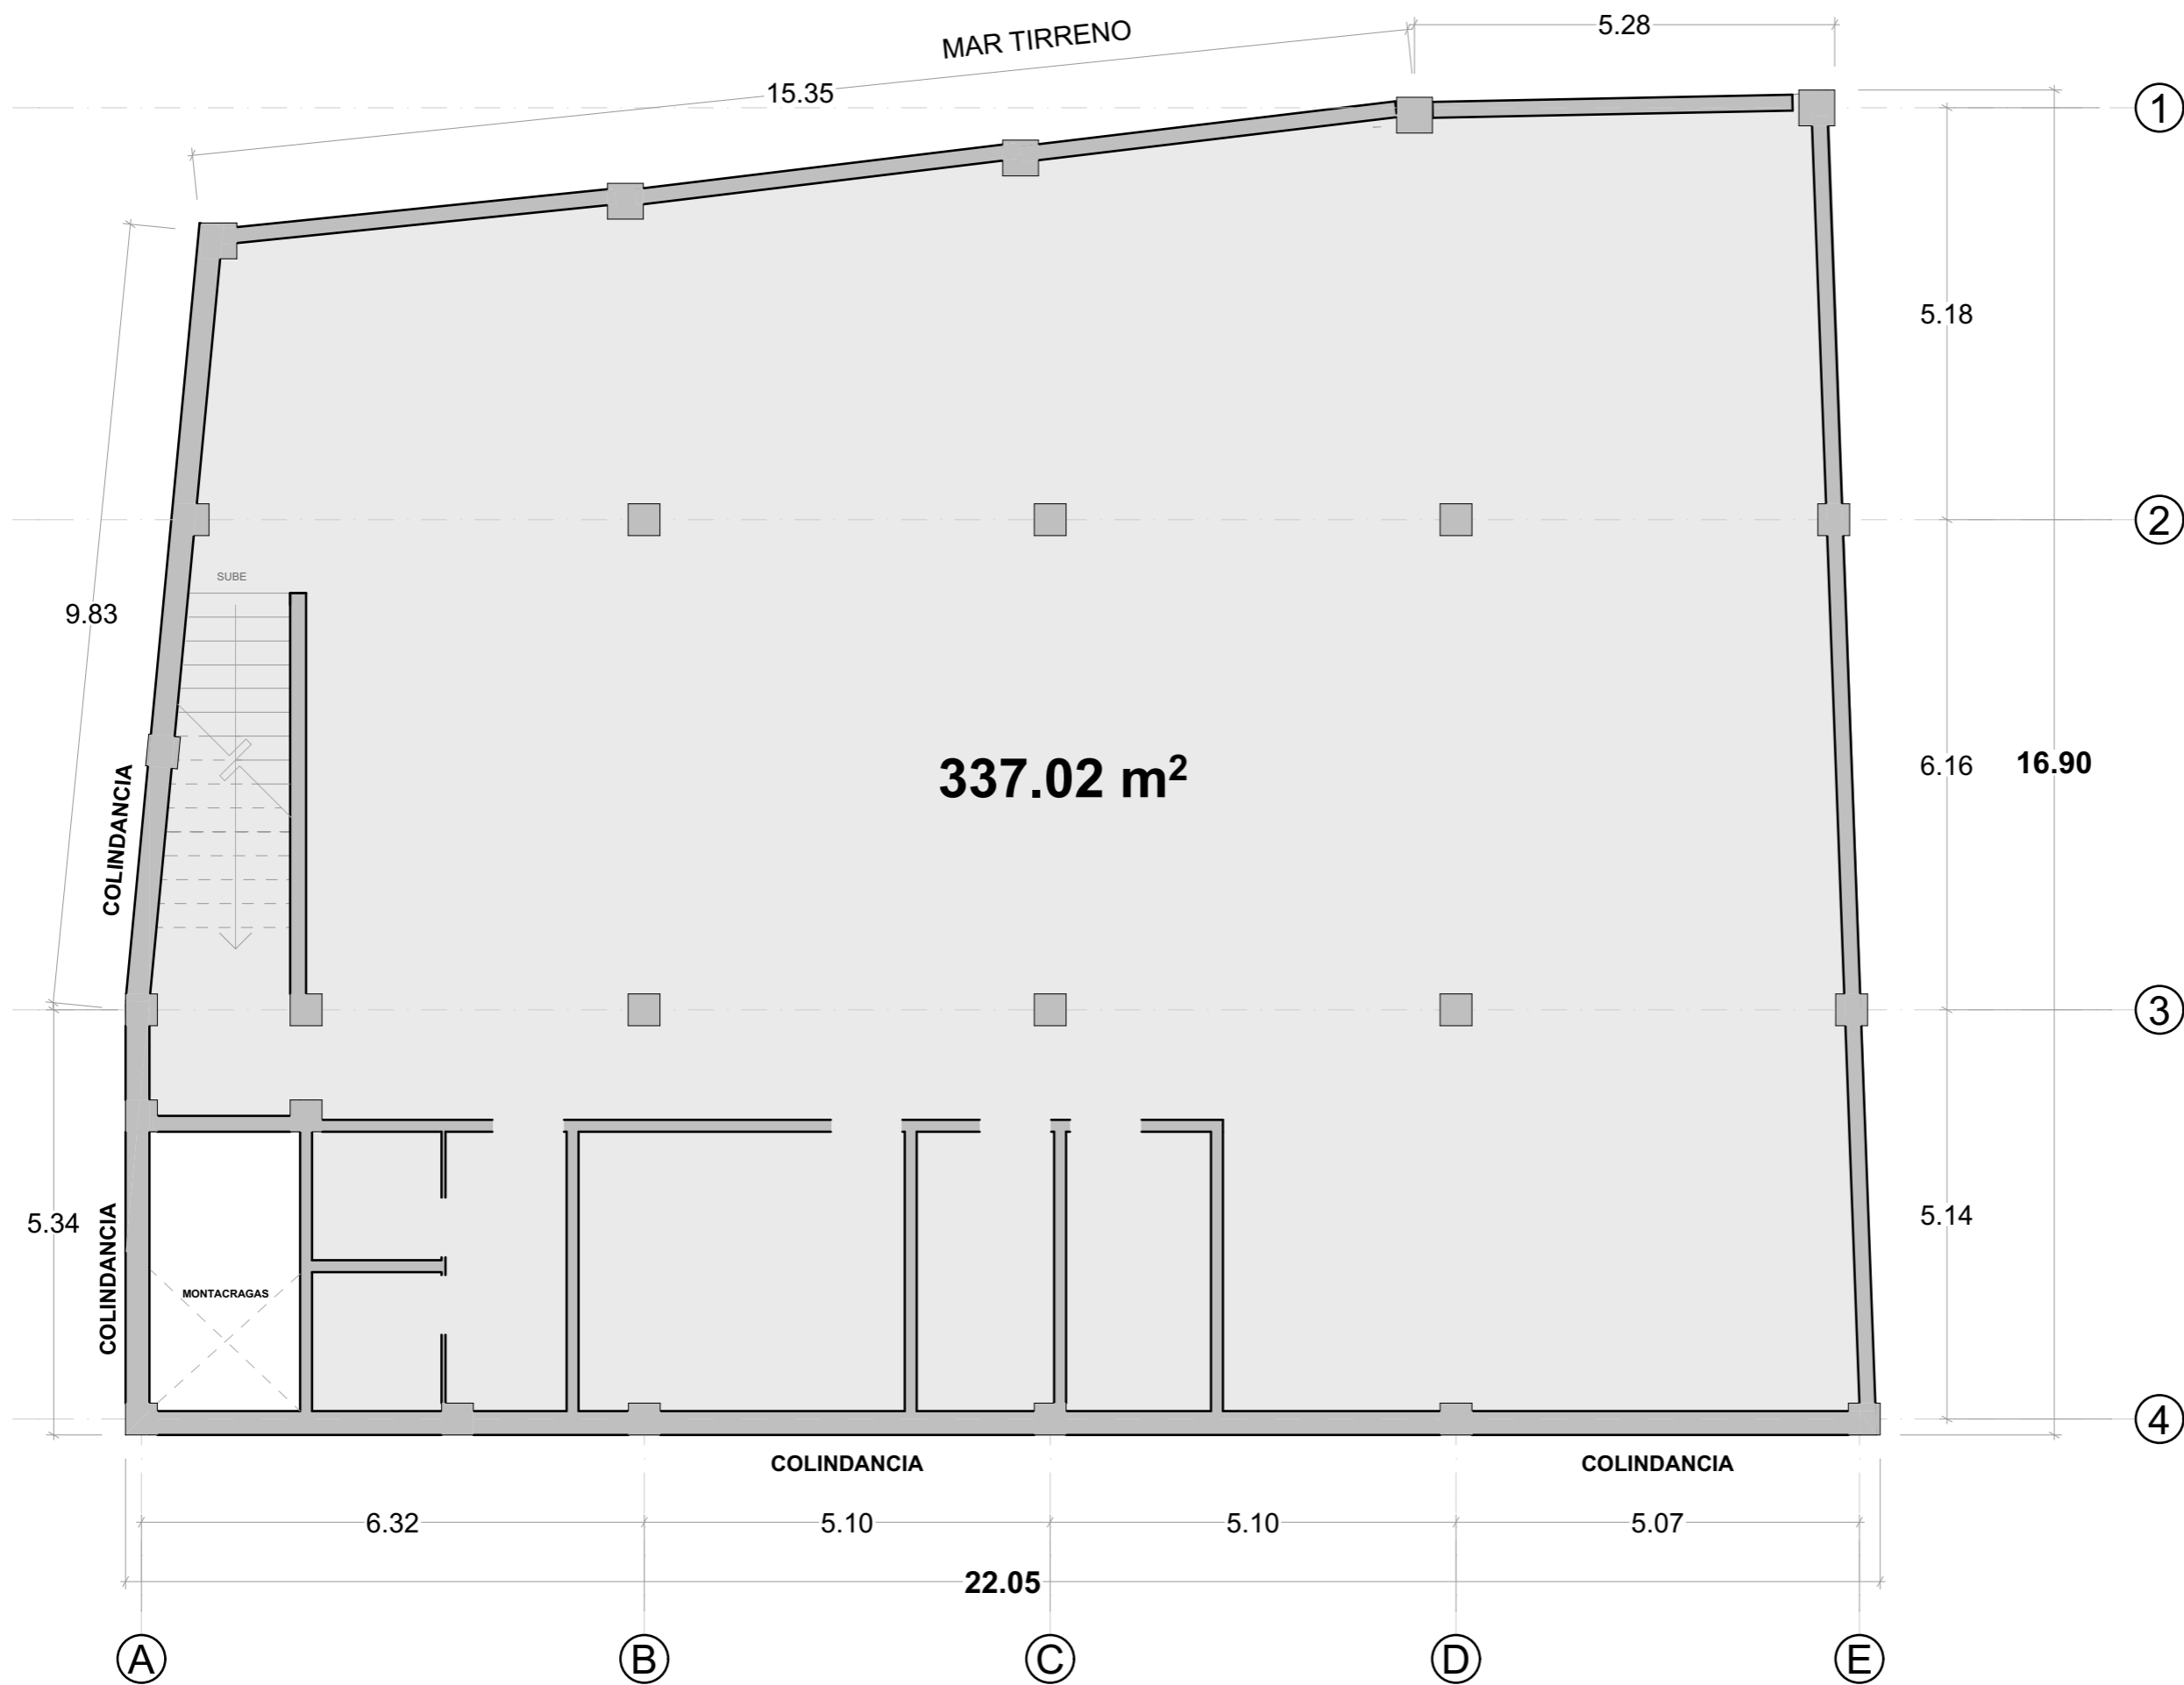 5.28
MAR TIRRENO
15.35
1
5.18
2
SUBE
9.83
337.02 m²
6.16
16.90
COLINDANCIA
3
5.34
COLINDANCIA
MONTACRAGAS
5.14
4
COLINDANCIA
COLINDANCIA
6.32
5.10
5.10
5.07
22.05
A
B
C
D
E